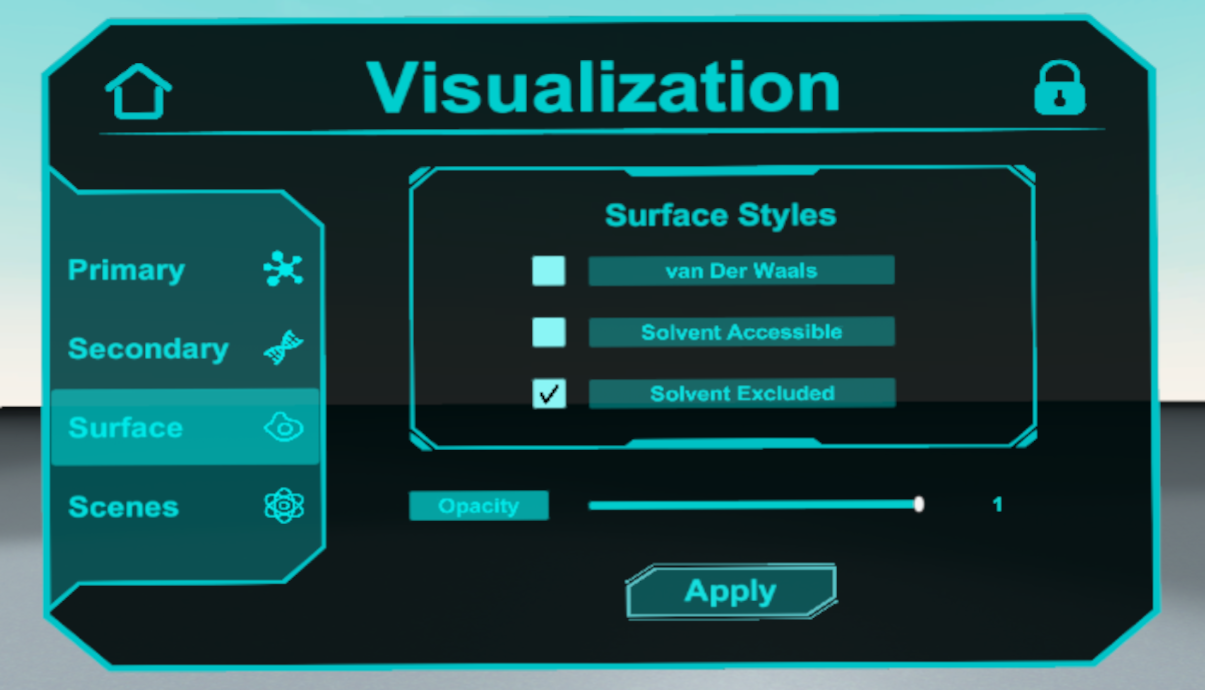 Visualization
Primary
Secondary
Surface
Scenes
Surface Styles
van Der Waals
Solvent Accessible
Solvent Excluded
Opacity
1
Apply